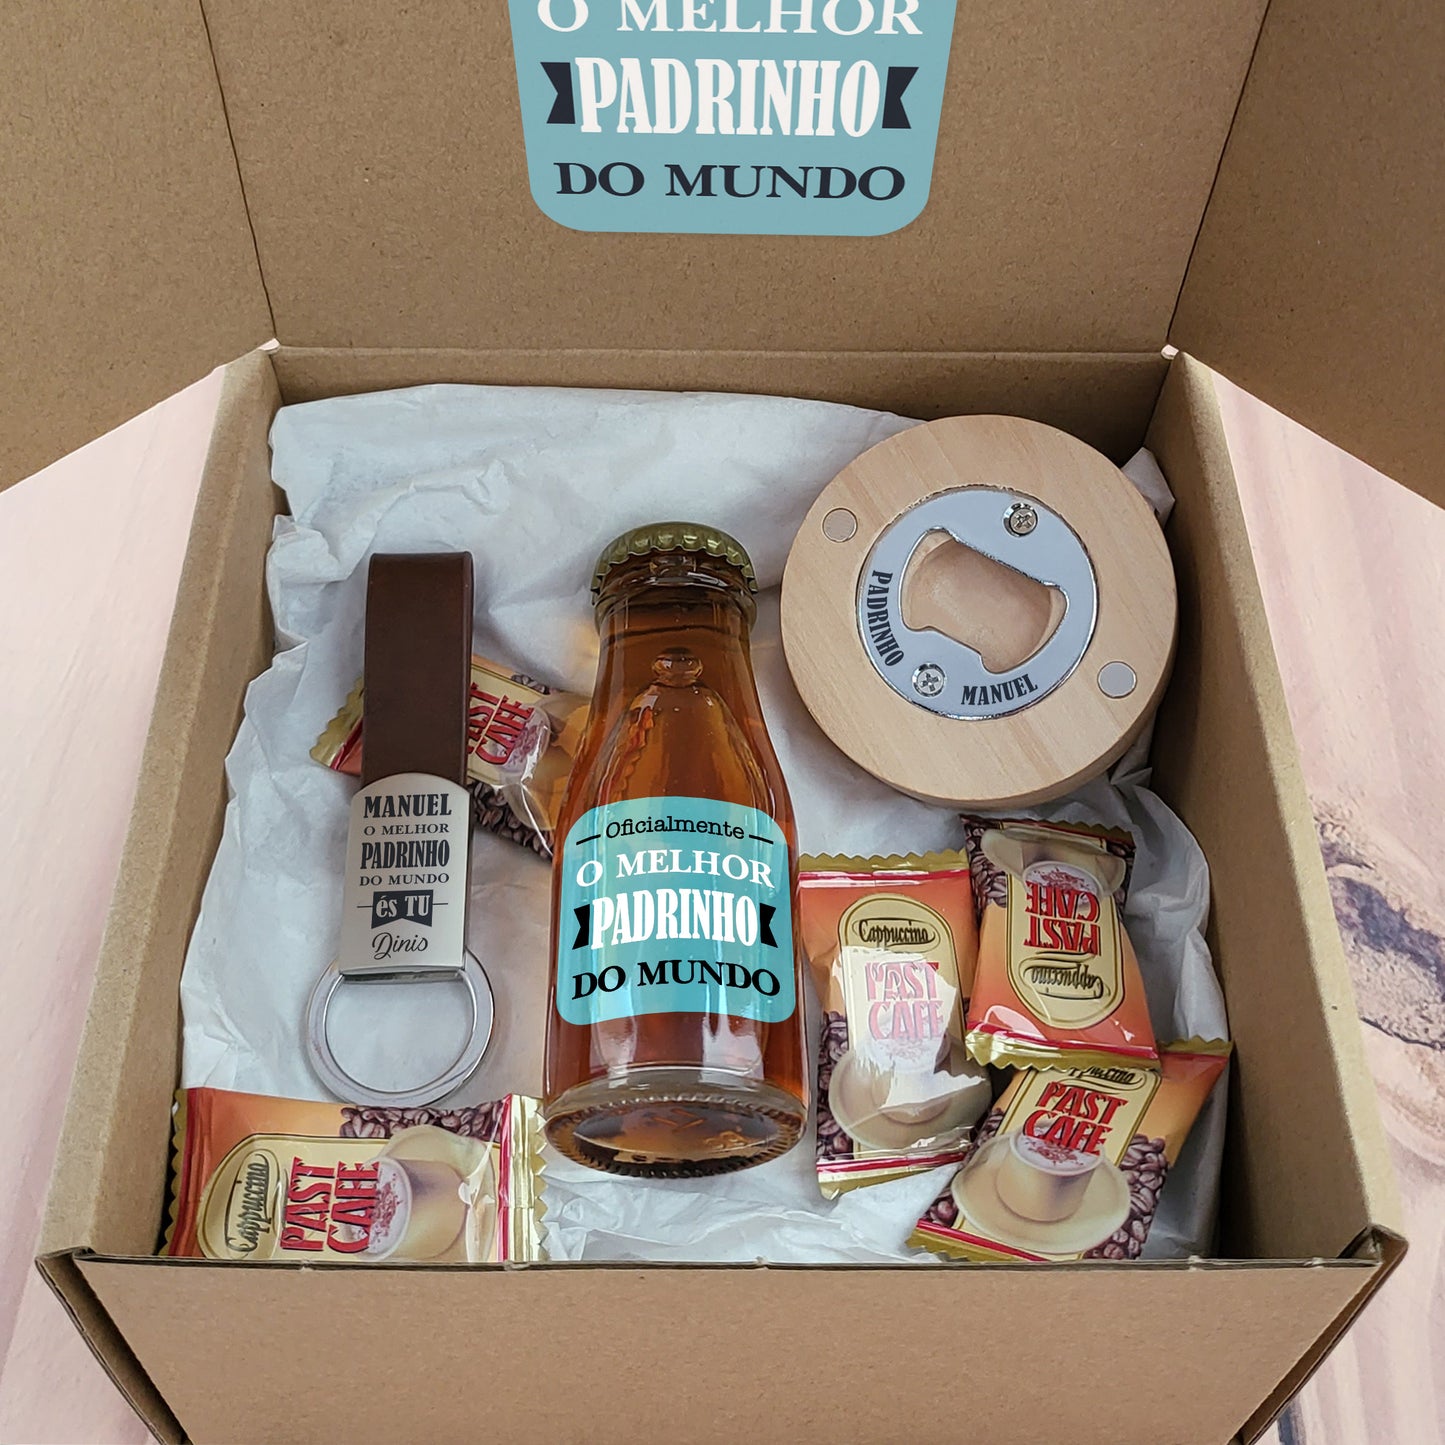 O MELHOR
PADRINHO
DO MUNDO
PADRINHO
MANUEL
PAST
CAFE
MANUEL
O MELHOR
PADRINHO
DO MUNDO
és TU
Dinis
Oficialmente
O MELHOR
PADRINHO
DO MUNDO
Cappuccino
PAST
CAFE
Cappuccino
PAST
CAFE
Cappuccino
PAST
CAFE
Cappuccino
PAST
CAFE